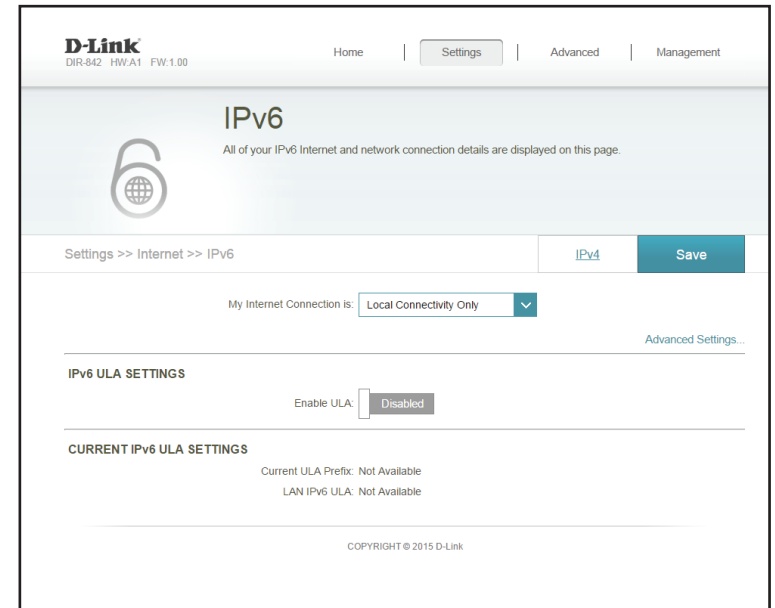 D-Link
DIR-842 HW:A1 FW:1.00
Home
Settings
Advanced
Management
IPv6
All of your IPv6 Internet and network connection details are displayed on this page.
Settings >> Internet >> IPv6
IPv4
Save
My Internet Connection is: Local Connectivity Only
Advanced Settings...
IPv6 ULA SETTINGS
Enable ULA: Disabled
CURRENT IPv6 ULA SETTINGS
Current ULA Prefix: Not Available
LAN IPv6 ULA: Not Available
COPYRIGHT © 2015 D-Link